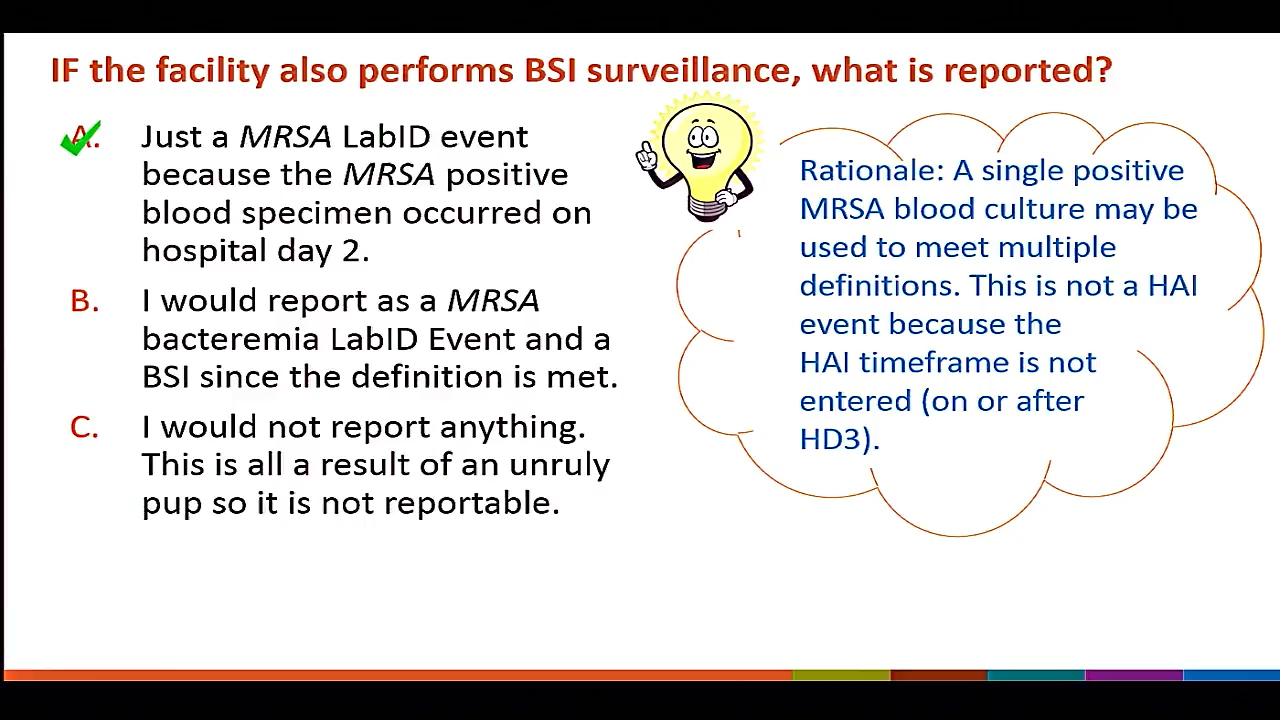 IF the facility also performs BSI surveillance, what is reported?
A. Just a MRSA LabID event
because the MRSA positive
blood specimen occurred on
hospital day 2.
B. I would report as a MRSA
bacteremia LabID Event and a
BSI since the definition is met.
C. I would not report anything.
This is all a result of an unruly
pup so it is not reportable.
Rationale: A single positive
MRSA blood culture may be
used to meet multiple
definitions. This is not a HAI
event because the
HAI timeframe is not
entered (on or after
HD3).